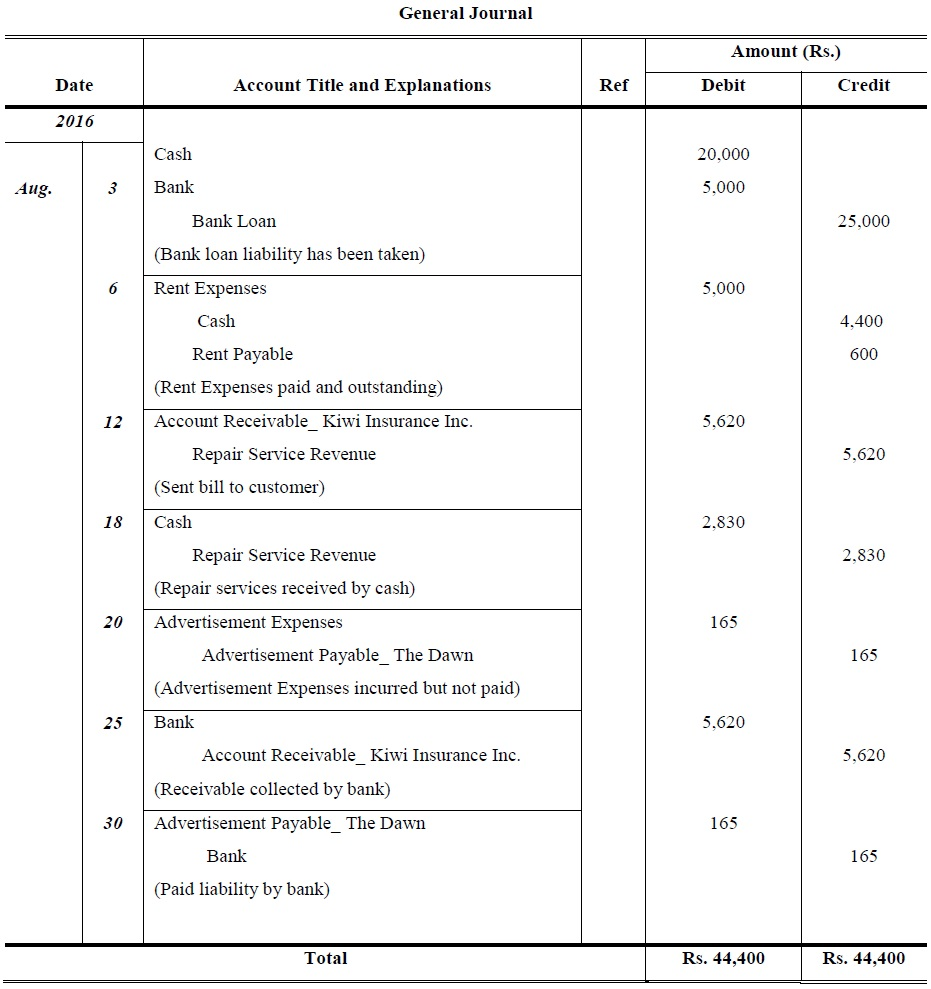 General Journal
Amount (Rs.)
Date Account Title and Explanations Ref Debit Credit
2016
Cash 20,000
Aug. 3 Bank 5,000
Bank Loan 25,000
(Bank loan liability has been taken)
6 Rent Expenses 5,000
Cash 4,400
Rent Payable 600
(Rent Expenses paid and outstanding)
12 Account Receivable_ Kiwi Insurance Inc. 5,620
Repair Service Revenue 5,620
(Sent bill to customer)
18 Cash 2,830
Repair Service Revenue 2,830
(Repair services received by cash)
20 Advertisement Expenses 165
Advertisement Payable_ The Dawn 165
(Advertisement Expenses incurred but not paid)
25 Bank 5,620
Account Receivable_ Kiwi Insurance Inc. 5,620
(Receivable collected by bank)
30 Advertisement Payable_ The Dawn 165
Bank 165
(Paid liability by bank)
Total Rs. 44,400 Rs. 44,400